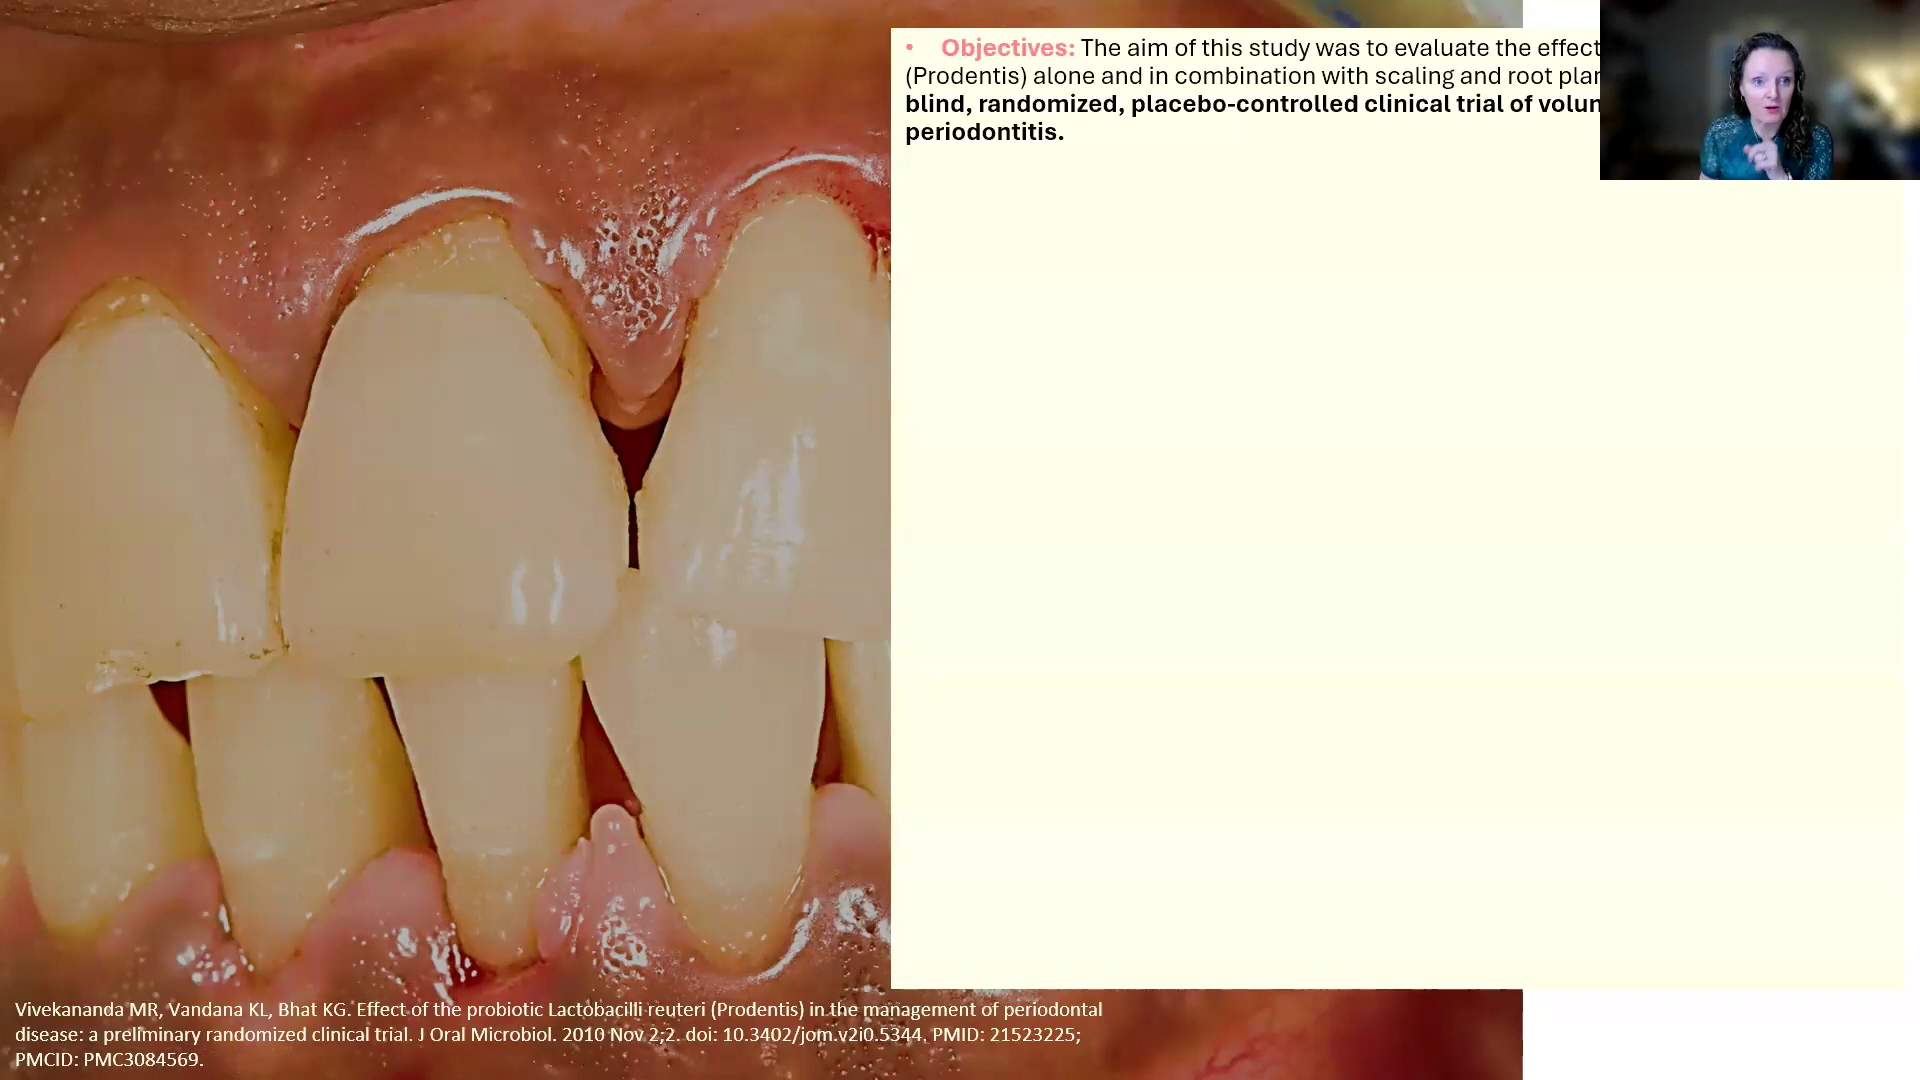 • Objectives: The aim of this study was to evaluate the effect
(Prodentis) alone and in combination with scaling and root
blind, randomized, placebo-controlled clinical trial of
periodontitis.
Vivekananda MR, Vandana KL, Bhat KG. Effect of the probiotic Lactobacilli reuteri (Prodentis) in the management of periodontal
disease: a preliminary randomized clinical trial. J Oral Microbiol. 2010 Nov 2;2. doi: 10.3402/jom.v2i0.5344. PMID: 21523225;
PMCID: PMC3084569.